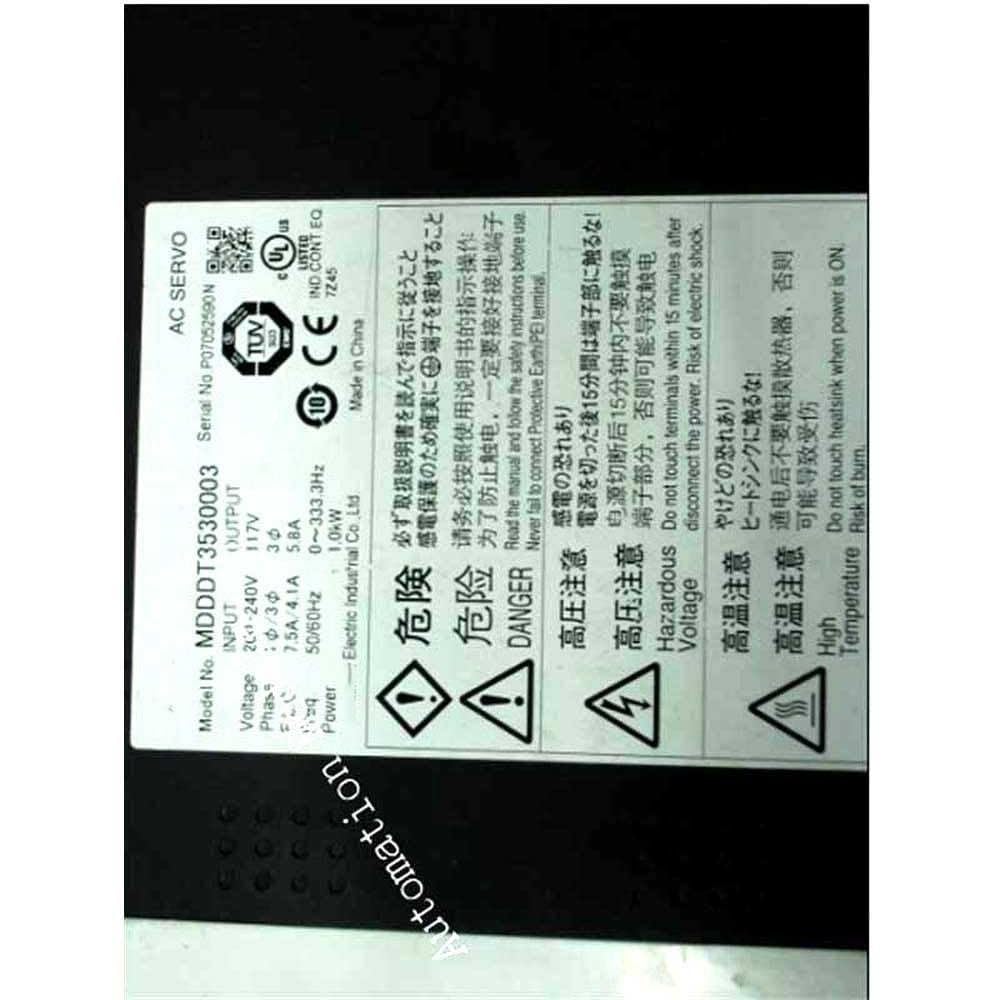 AC SERVO
Model No. MDDDT3530003 Serial No P07052590N
INPUT OUTPUT
Voltage 240V 117V
Phase /3φ 3φ
7.5A/4.1A 5.8A
50/60Hz 0~333.3Hz
Power 1.0kW
Electric Industrial Co.,Ltd
Made in China
TÜV
10
CE
c UL us
LISTED
IND.CONT.EQ.
7Z45
危険
必ず取扱説明書を読んで指示に従うこと
感電保護のため確実に端子を接地すること
危险
请务必按照使用说明书的指示操作
为了防止触电，一定要接好接地端子
DANGER
Read the manual and follow the safety instructions before use.
Never fail to connect Protective Earth(PE) terminal.
高圧注意
感電の恐れあり
電源を切った後15分間は端子部に触るな!
高压注意
电源切断后15分钟内不要触摸
端子部分，否则可能导致触电
Hazardous
Voltage
Do not touch terminals within 15 minutes after
disconnect the power. Risk of electric shock.
高温注意
やけどの恐れあり
ヒートシンクに触るな!
高温注意
通电后不要触摸散热器，否则
可能导致受伤
High
Temperature
Do not touch heatsink when power is ON.
Risk of burn.
Automation